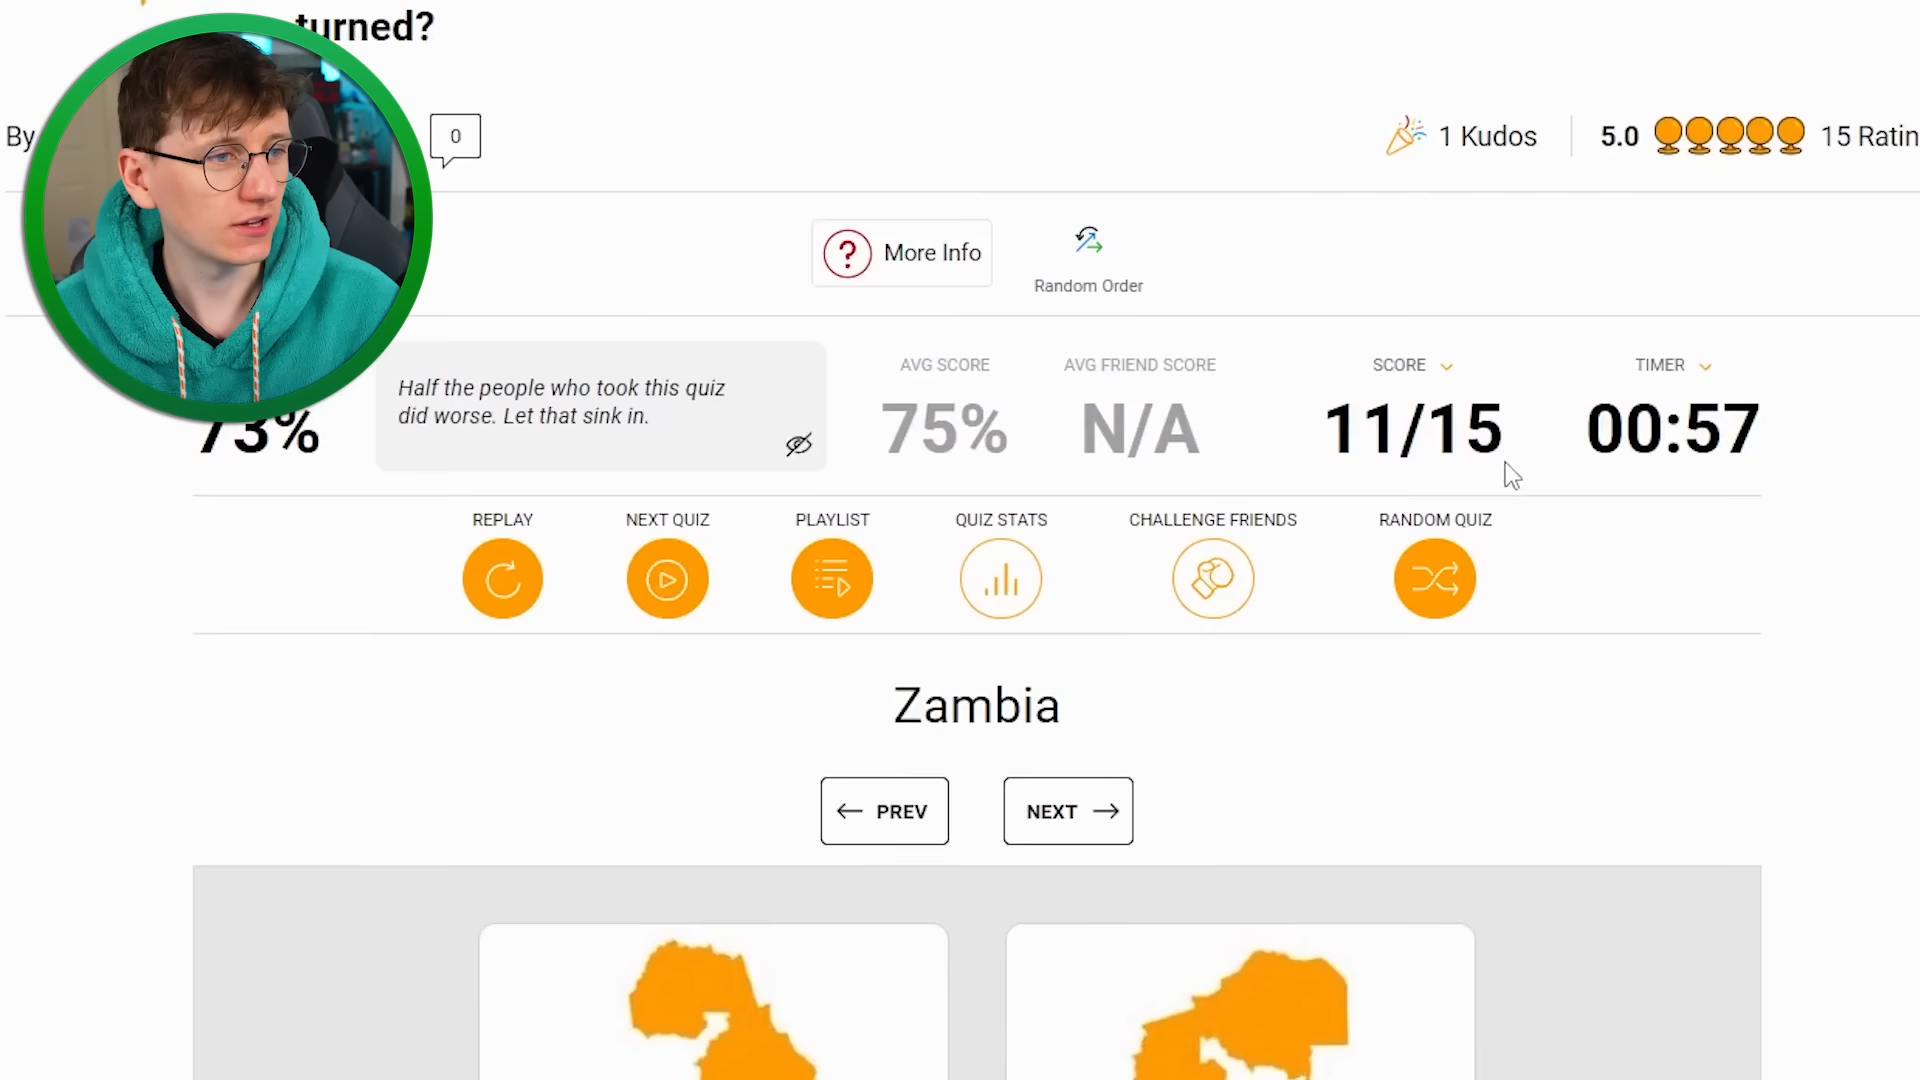 turned?
By
0
1 Kudos
5.0
15 Ratin
More Info
Random Order
73%
Half the people who took this quiz
did worse. Let that sink in.
AVG SCORE
75%
AVG FRIEND SCORE
N/A
SCORE
11/15
TIMER
00:57
REPLAY
NEXT QUIZ
PLAYLIST
QUIZ STATS
CHALLENGE FRIENDS
RANDOM QUIZ
Zambia
← PREV
NEXT →